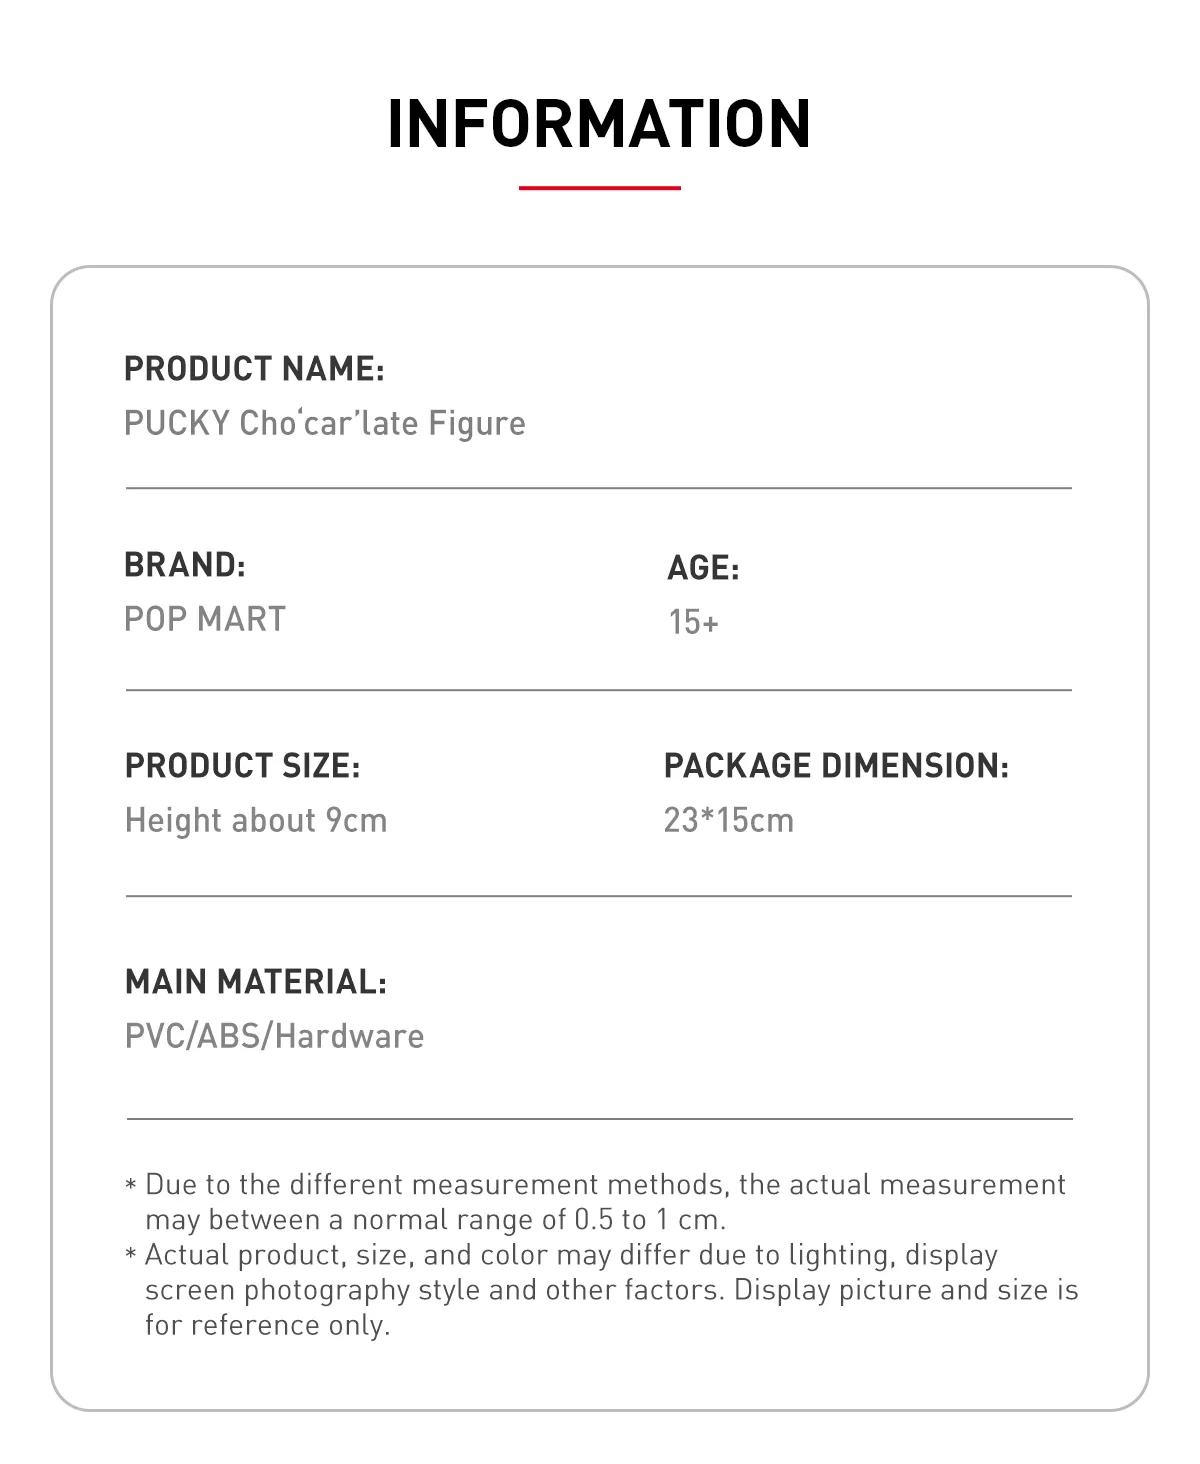 INFORMATION
PRODUCT NAME:
PUCKY Cho‘car’late Figure
BRAND:
POP MART
AGE:
15+
PRODUCT SIZE:
Height about 9cm
PACKAGE DIMENSION:
23*15cm
MAIN MATERIAL:
PVC/ABS/Hardware
* Due to the different measurement methods, the actual measurement
may between a normal range of 0.5 to 1 cm.
* Actual product, size, and color may differ due to lighting, display
screen photography style and other factors. Display picture and size is
for reference only.